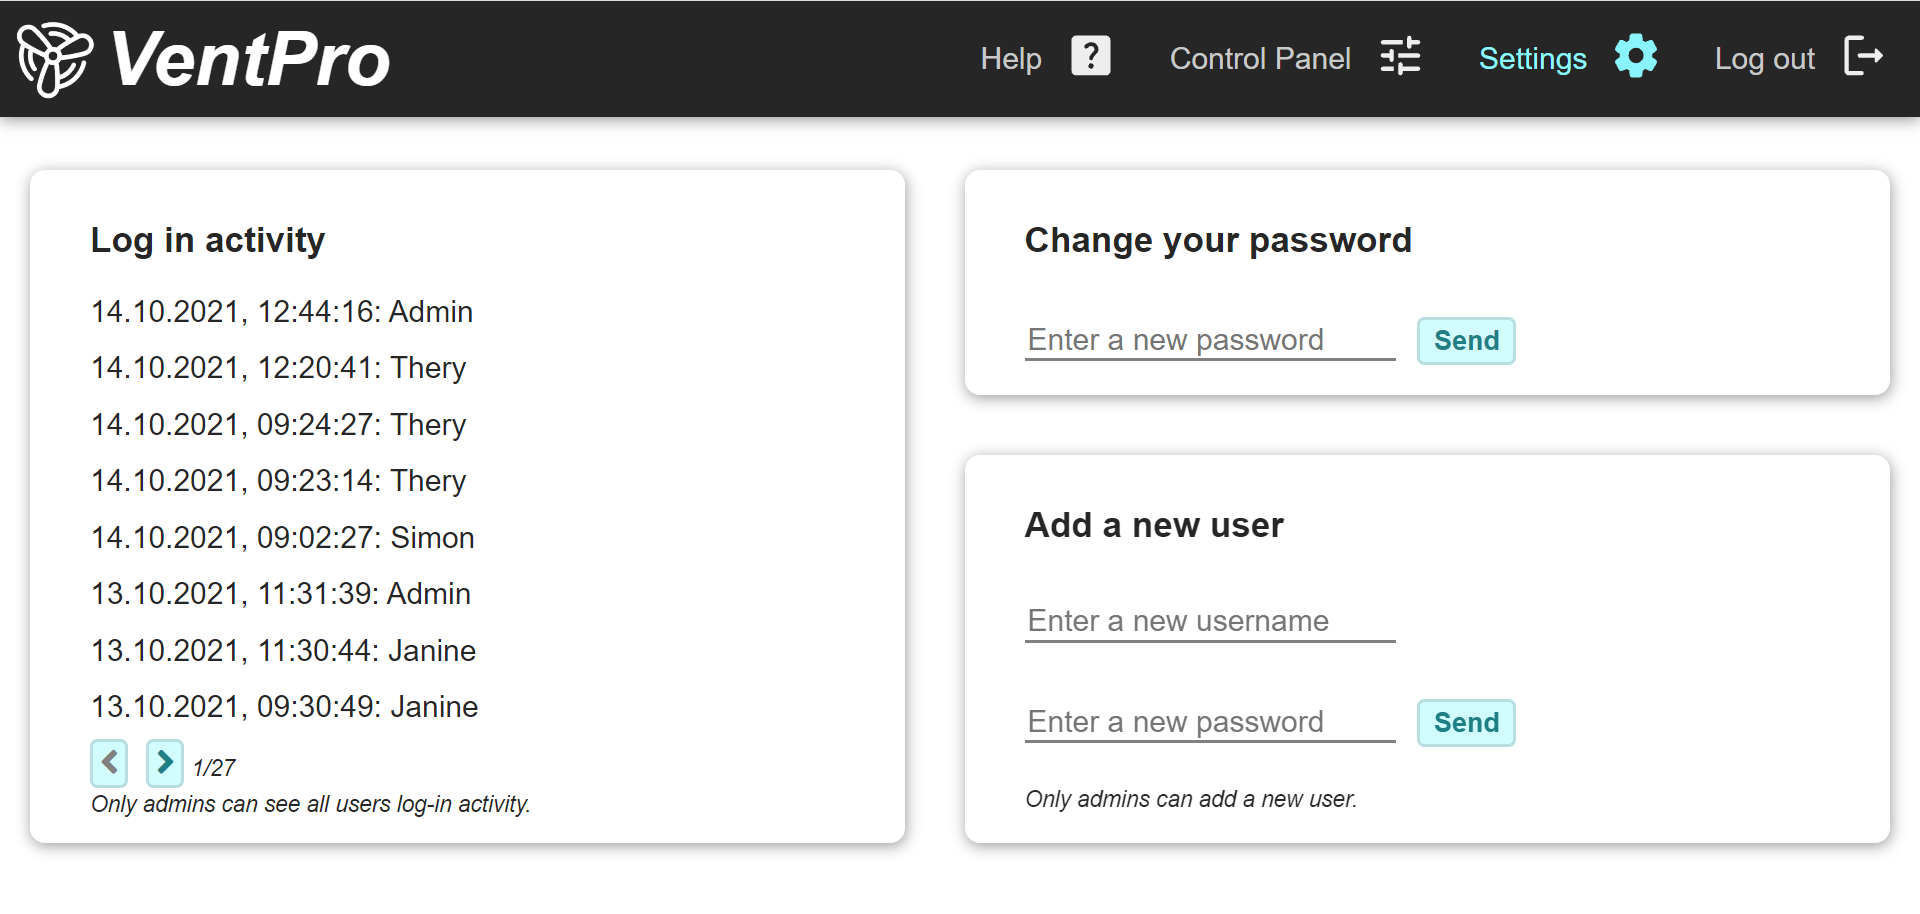 VentPro
Help ? Control Panel Settings Log out
Log in activity
14.10.2021, 12:44:16: Admin
14.10.2021, 12:20:41: Thery
14.10.2021, 09:24:27: Thery
14.10.2021, 09:23:14: Thery
14.10.2021, 09:02:27: Simon
13.10.2021, 11:31:39: Admin
13.10.2021, 11:30:44: Janine
13.10.2021, 09:30:49: Janine
1/27
Only admins can see all users log-in activity.
Change your password
Enter a new password Send
Add a new user
Enter a new username
Enter a new password Send
Only admins can add a new user.